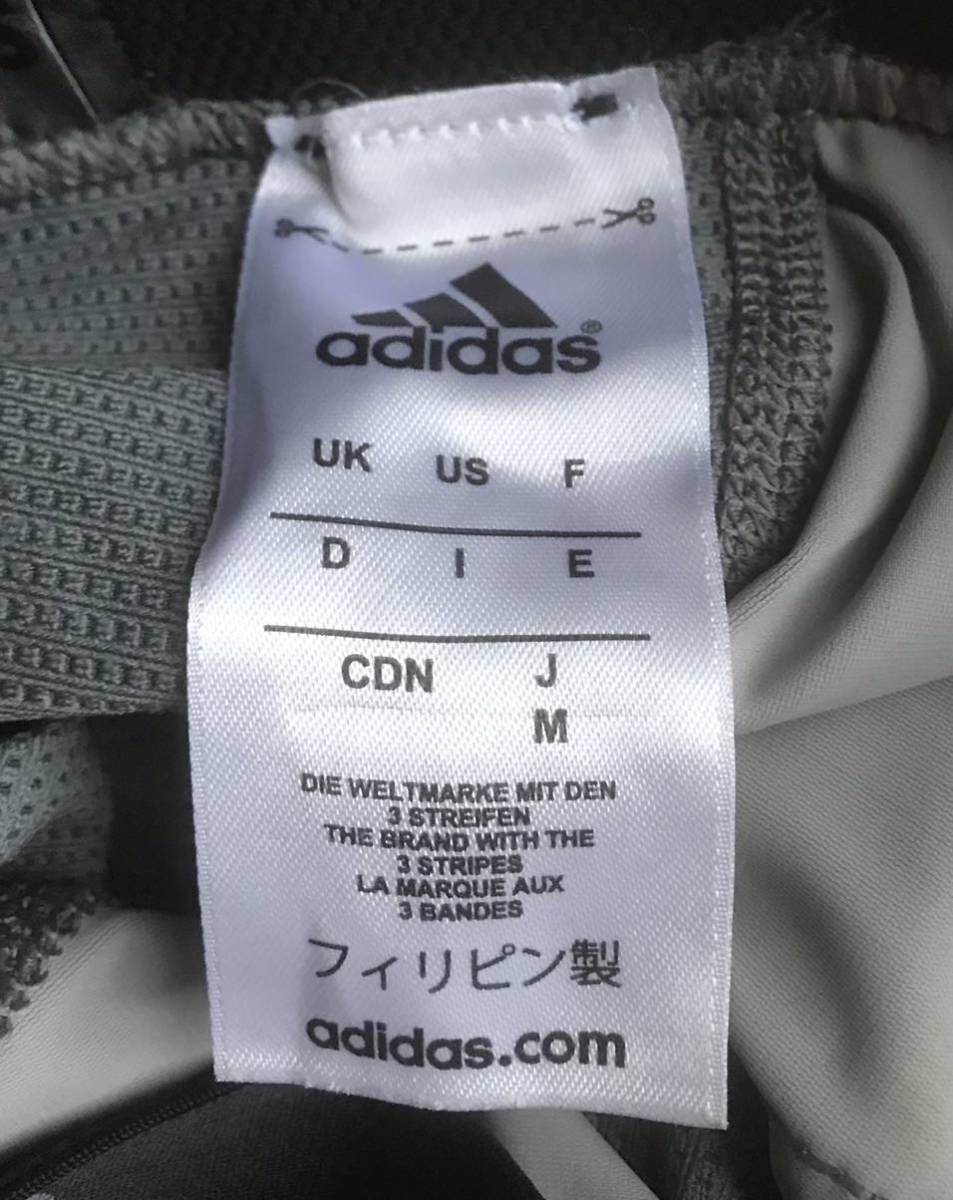 adidas®
UK US F
D I E
CDN J
M
DIE WELTMARKE MIT DEN
3 STREIFEN
THE BRAND WITH THE
3 STRIPES
LA MARQUE AUX
3 BANDES
フィリピン製
adidas.com